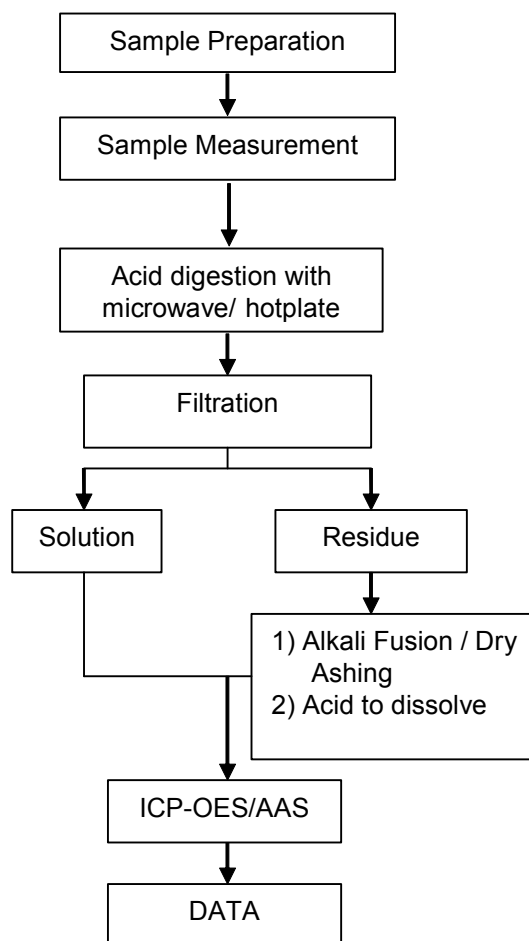 Sample Preparation
Sample Measurement
Acid digestion with
microwave/ hotplate
Filtration
Solution
Residue
1) Alkali Fusion / Dry
Ashing
2) Acid to dissolve
ICP-OES/AAS
DATA